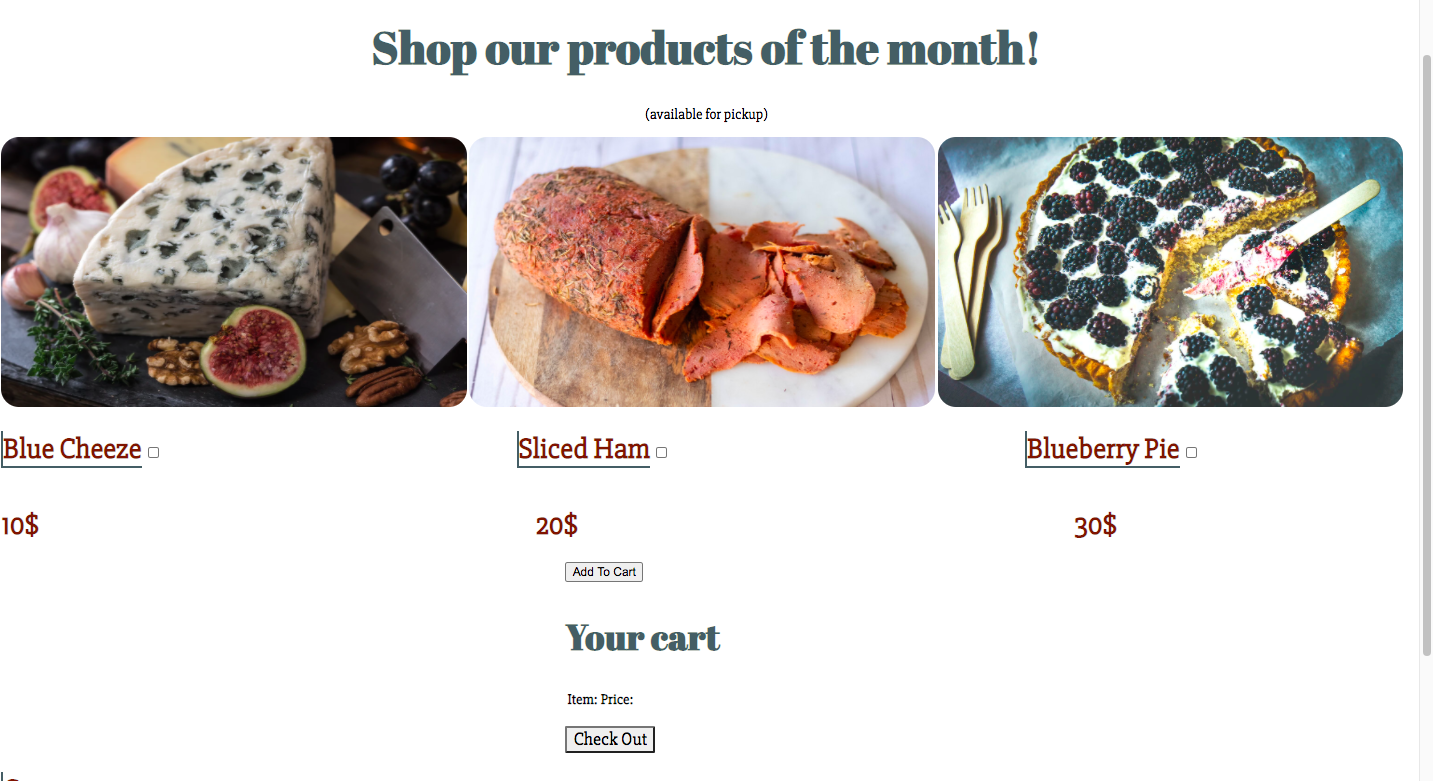 Shop our products of the month!
(available for pickup)
Blue Cheeze Sliced Ham Blueberry Pie
10$ 20$ 30$
Add To Cart
Your cart
Item: Price:
Check Out